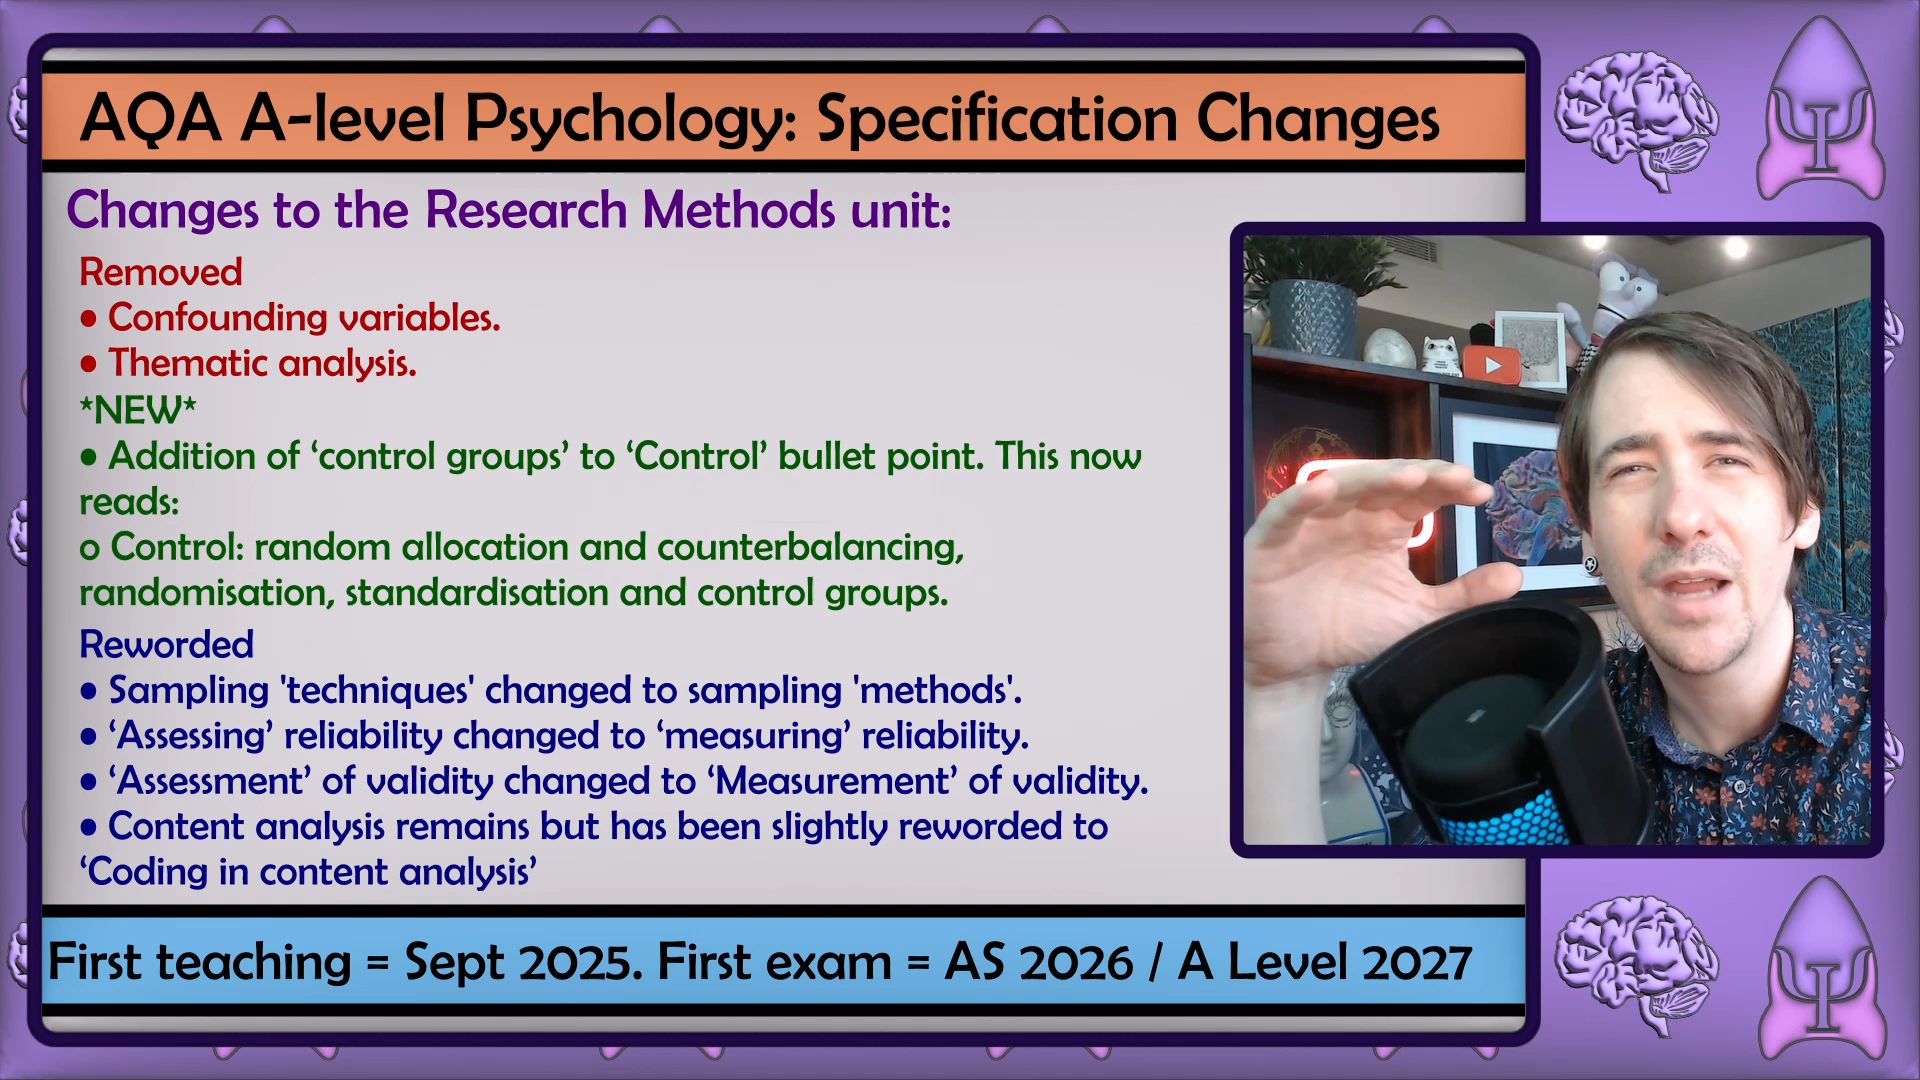 AQA A-level Psychology: Specification Changes
Changes to the Research Methods unit:
Removed
• Confounding variables.
• Thematic analysis.
*NEW*
• Addition of ‘control groups’ to ‘Control’ bullet point. This now
reads:
o Control: random allocation and counterbalancing,
randomisation, standardisation and control groups.
Reworded
• Sampling 'techniques' changed to sampling 'methods'.
• ‘Assessing’ reliability changed to ‘measuring’ reliability.
• ‘Assessment’ of validity changed to ‘Measurement’ of validity.
• Content analysis remains but has been slightly reworded to
‘Coding in content analysis’
First teaching = Sept 2025. First exam = AS 2026 / A Level 2027